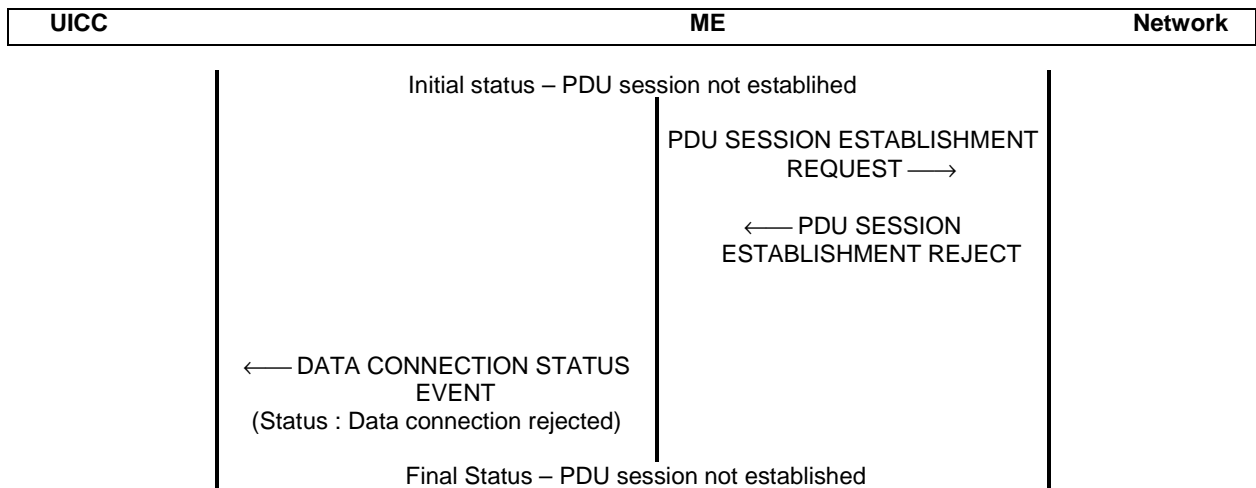 UICC ME Network
Initial status – PDU session not establihed
PDU SESSION ESTABLISHMENT
REQUEST ⟶
⟵ PDU SESSION
ESTABLISHMENT REJECT
⟵ DATA CONNECTION STATUS
EVENT
(Status : Data connection rejected)
Final Status – PDU session not established